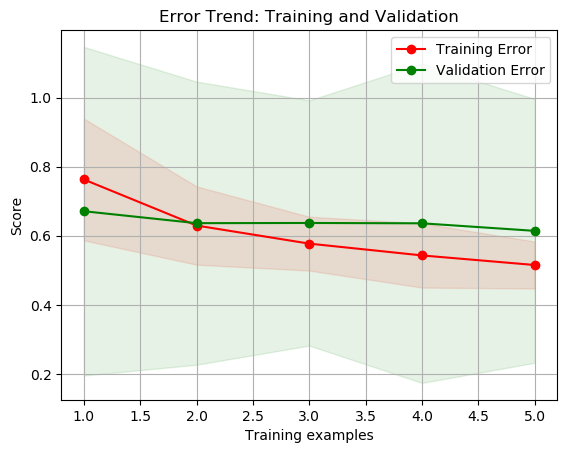 Error Trend: Training and Validation
Training Error
Validation Error
Score
1.0
0.8
0.6
0.4
0.2
1.0 1.5 2.0 2.5 3.0 3.5 4.0 4.5 5.0
Training examples